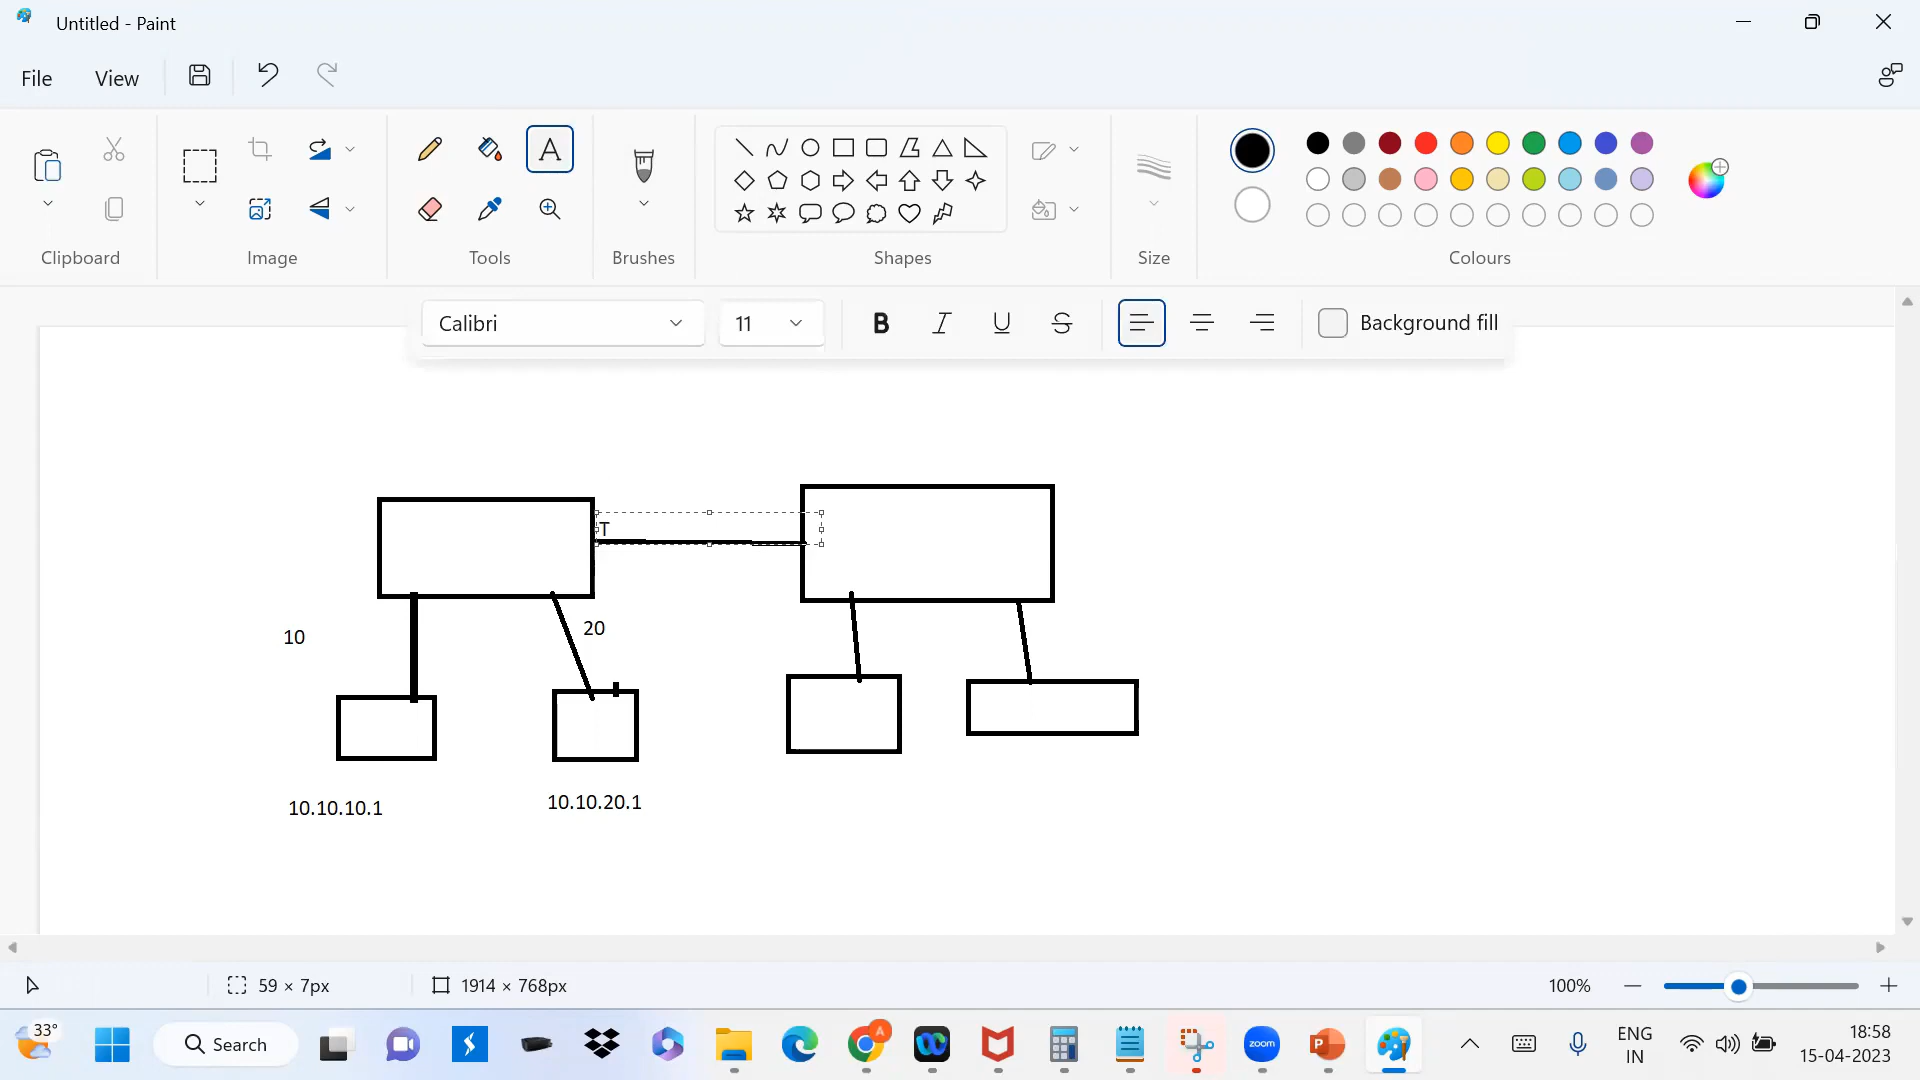 Untitled - Paint
File
View
Clipboard
Image
Tools
Brushes
Shapes
Size
Colours
A
Calibri
11
B
I
U
S
Background fill
T
10
20
10.10.10.1
10.10.20.1
59 × 7px
1914 × 768px
100%
33°
Search
A
zoom
P
ENG
IN
18:58
15-04-2023